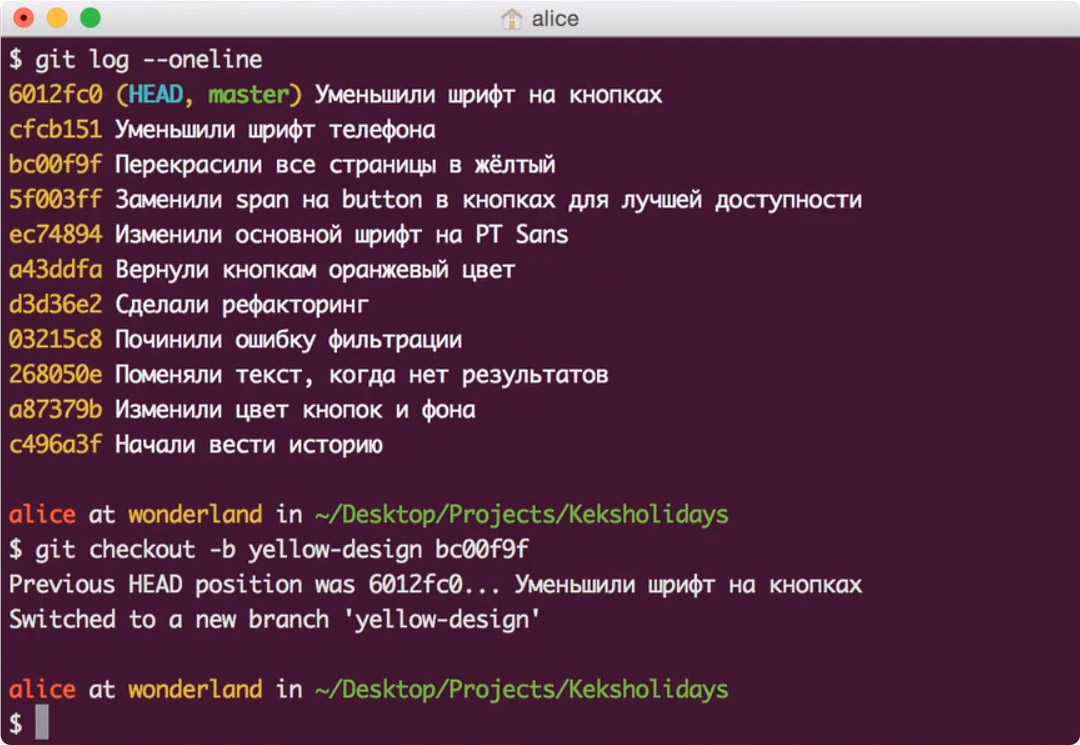 alice
$ git log --oneline
6012fc0 (HEAD, master) Уменьшили шрифт на кнопках
cfcb151 Уменьшили шрифт телефона
bc00f9f Перекрасили все страницы в жёлтый
5f003ff Заменили span на button в кнопках для лучшей доступности
ec74894 Изменили основной шрифт на PT Sans
a43ddfa Вернули кнопкам оранжевый цвет
d3d36e2 Сделали рефакторинг
03215c8 Починили ошибку фильтрации
268050e Поменяли текст, когда нет результатов
a87379b Изменили цвет кнопок и фона
c496a3f Начали вести историю
alice at wonderland in ~/Desktop/Projects/Keksholidays
$ git checkout -b yellow-design bc00f9f
Previous HEAD position was 6012fc0... Уменьшили шрифт на кнопках
Switched to a new branch 'yellow-design'
alice at wonderland in ~/Desktop/Projects/Keksholidays
$